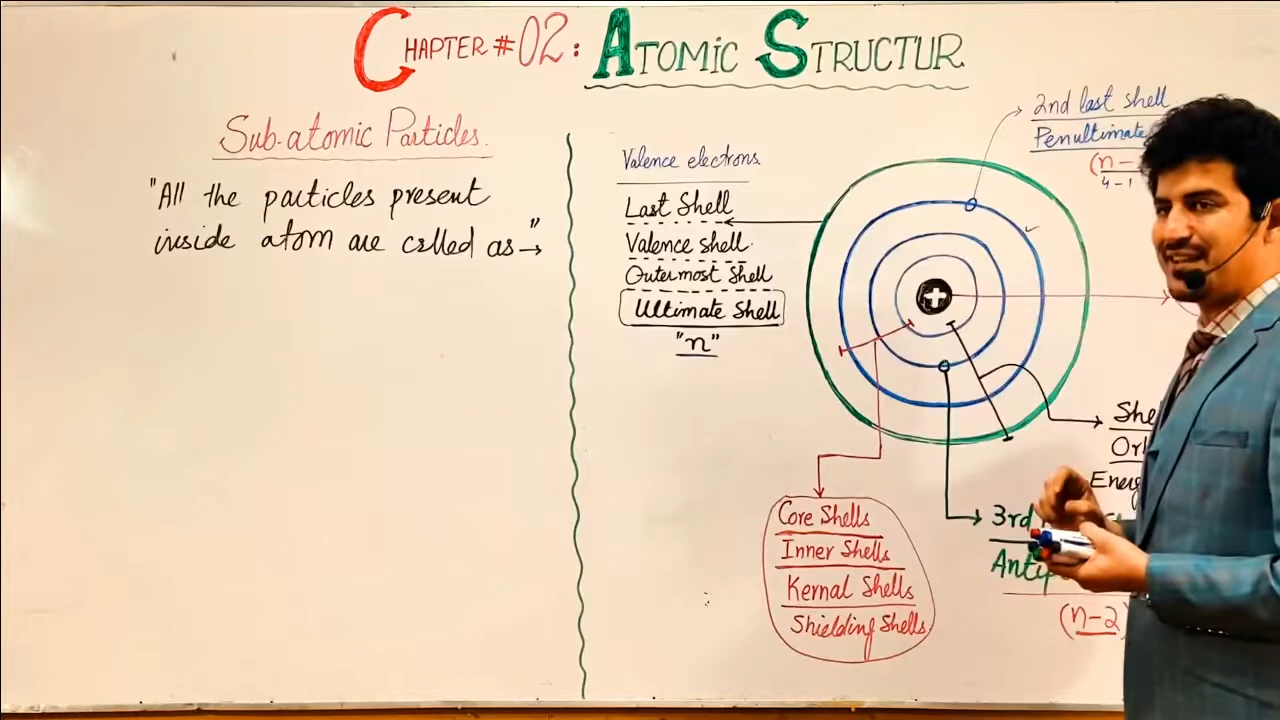 CHAPTER # 02: ATOMIC STRUCTUR
Sub-atomic Particles.
"All the particles present
inside atom are called as→"
Valence electrons.
Last Shell
Valence shell.
Outermost Shell
Ultimate Shell
"n"
2nd last shell
Penultimate
(n-
4-1
+
Core Shells
Inner Shells
Kernal Shells
Shielding Shells
3rd
(n-2)